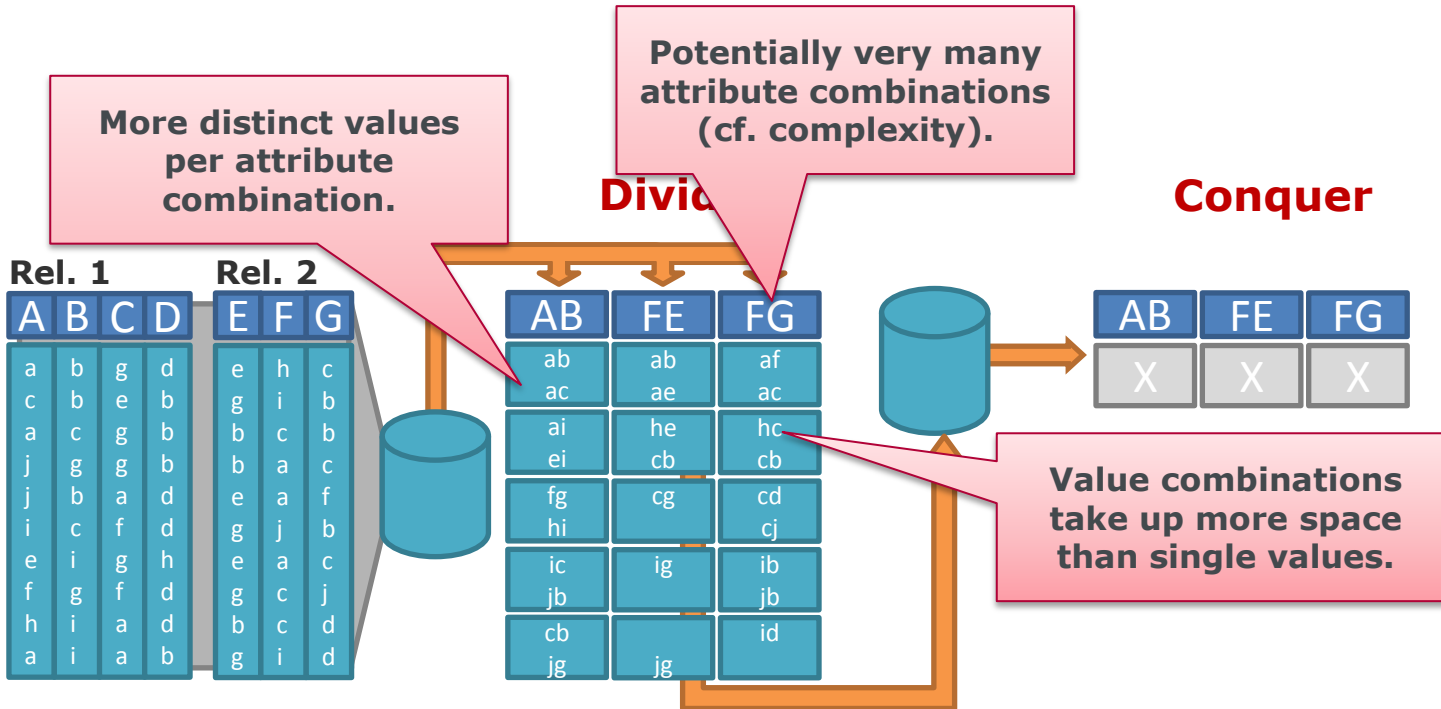 Potentially very many
attribute combinations
(cf. complexity).
More distinct values
per attribute
combination.
Conquer
Rel. 1 Rel. 2
A B C D E F G
a b g d e h c
c b e b g i b
a c g b b c b
j g g b b a c
j b a d e a f
i c f d g j b
e i g h e a c
f g f d g c j
h i a d b c d
a i a b g i d
AB FE FG
ab ab af
ac ae ac
ai he hc
ei cb cb
fg cg cd
hi cj
ic ig ib
jb jb
cb id
jg jg
AB FE FG
X X X
Value combinations
take up more space
than single values.